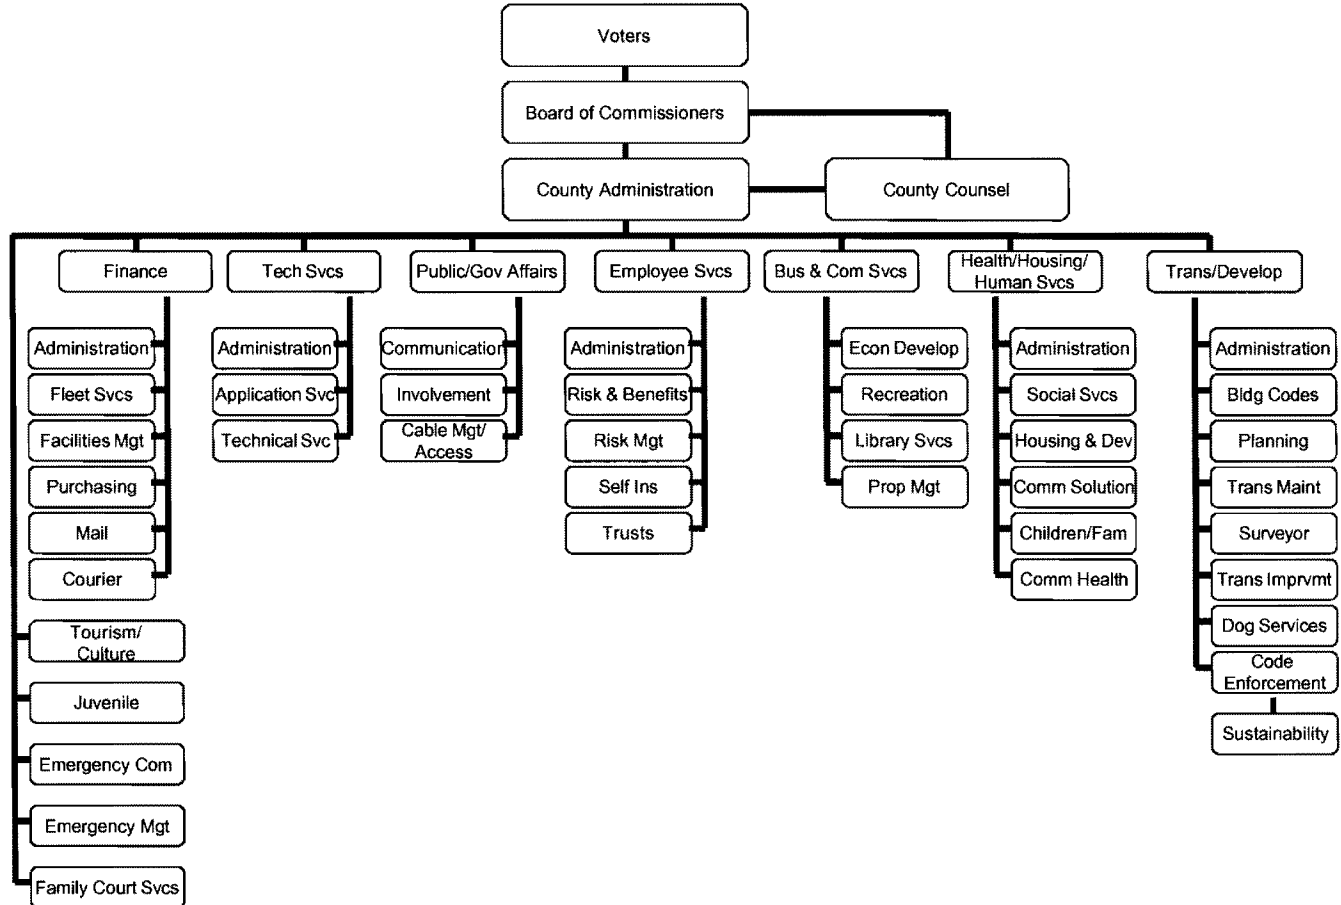 Voters
Board of Commissioners
County Administration
County Counsel
Finance
Tech Svcs
Public/Gov Affairs
Employee Svcs
Bus & Com Svcs
Health/Housing/
Human Svcs
Trans/Develop
Administration
Fleet Svcs
Facilities Mgt
Purchasing
Mail
Courier
Administration
Application Svc
Technical Svc
Communication
Involvement
Cable Mgt/
Access
Administration
Risk & Benefits
Risk Mgt
Self Ins
Trusts
Econ Develop
Recreation
Library Svcs
Prop Mgt
Administration
Social Svcs
Housing & Dev
Comm Solution
Children/Fam
Comm Health
Administration
Bldg Codes
Planning
Trans Maint
Surveyor
Trans Imprvmt
Dog Services
Code
Enforcement
Sustainability
Tourism/
Culture
Juvenile
Emergency Com
Emergency Mgt
Family Court Svcs